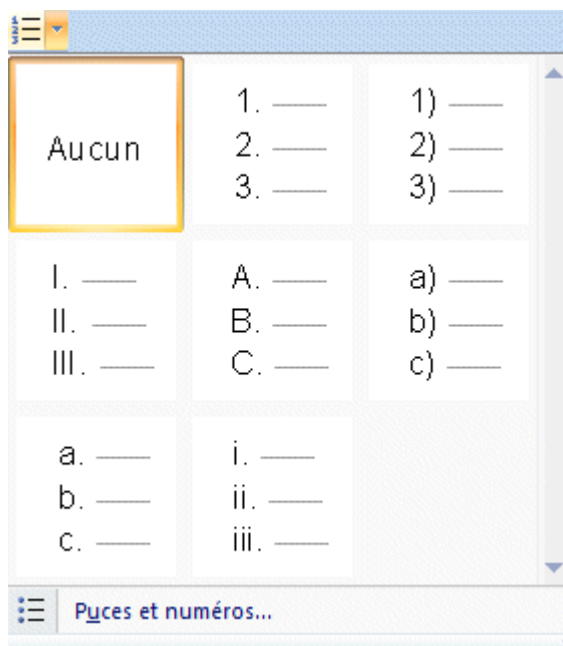 Aucun
1.
2.
3.
1)
2)
3)
I.
II.
III.
A.
B.
C.
a)
b)
c)
a.
b.
c.
i.
ii.
iii.
Puces et numéros...